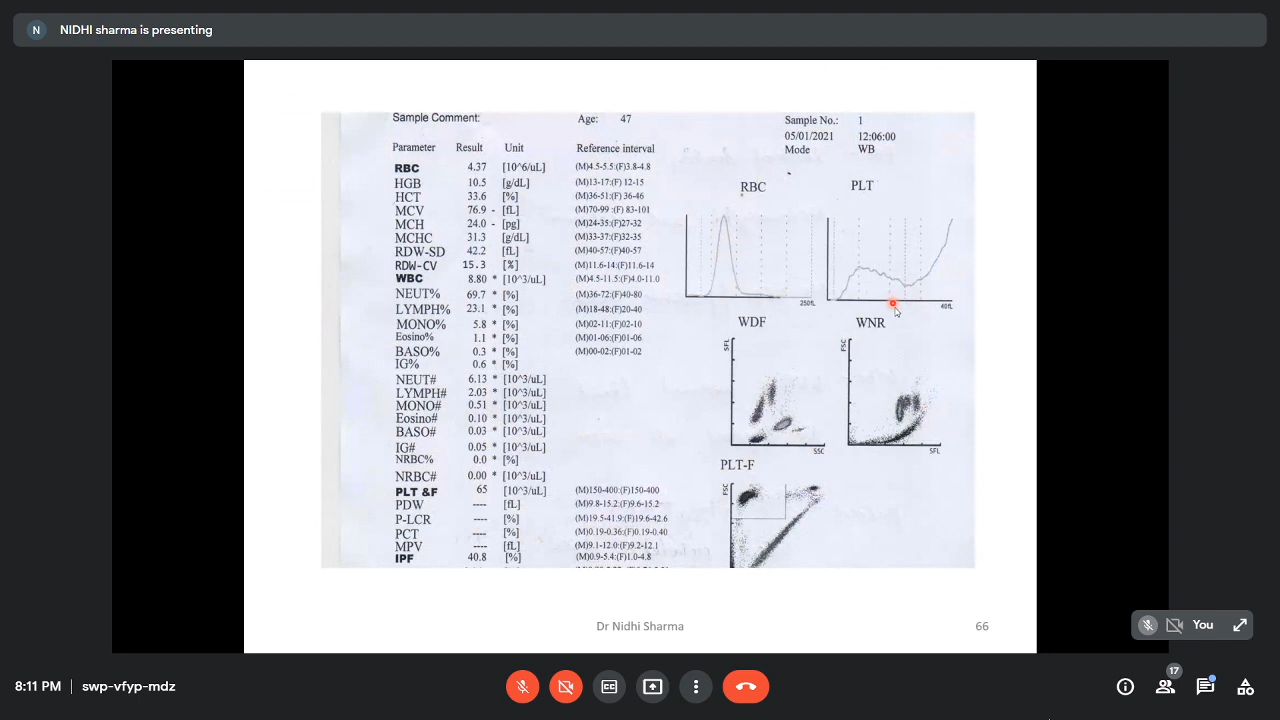 N NIDHI sharma is presenting
Sample Comment: Age: 47 Sample No.: 1
05/01/2021 12:06:00
Parameter Result Unit Reference interval Mode WB
RBC 4.37 [10^6/uL] (M)4.5-5.5:(F)3.8-4.8
HGB 10.5 [g/dL] (M)13-17:(F) 12-15
HCT 33.6 [%] (M)36-51:(F) 36-46
MCV 76.9 - [fL] (M)70-99 :(F) 83-101
MCH 24.0 - [pg] (M)24-35:(F)27-32
MCHC 31.3 [g/dL] (M)33-37:(F)32-35
RDW-SD 42.2 [fL] (M)40-57:(F)40-57
RDW-CV 15.3 [%] (M)11.6-14:(F)11.6-14
WBC 8.80 * [10^3/uL] (M)4.5-11.5:(F)4.0-11.0
NEUT% 69.7 * [%] (M)36-72:(F)40-80
LYMPH% 23.1 * [%] (M)18-48:(F)20-40
MONO% 5.8 * [%] (M)02-11:(F)02-10
Eosino% 1.1 * [%] (M)01-06:(F)01-06
BASO% 0.3 * [%] (M)00-02:(F)01-02
IG% 0.6 * [%]
NEUT# 6.13 * [10^3/uL]
LYMPH# 2.03 * [10^3/uL]
MONO# 0.51 * [10^3/uL]
Eosino# 0.10 * [10^3/uL]
BASO# 0.03 * [10^3/uL]
IG# 0.05 * [10^3/uL]
NRBC% 0.0 * [%]
NRBC# 0.00 * [10^3/uL]
PLT &F 65 [10^3/uL] (M)150-400:(F)150-400
PDW ---- [fL] (M)9.8-15.2:(F)9.6-15.2
P-LCR ---- [%] (M)19.5-41.9:(F)19.6-42.6
PCT ---- [%] (M)0.19-0.36:(F)0.19-0.40
MPV ---- [fL] (M)9.1-12.0:(F)9.2-12.1
IPF 40.8 [%] (M)0.9-5.4:(F)1.0-4.8
RBC PLT
250fL 40fL
WDF WNR
SFL FSC
SSC SFL
PLT-F
FSC
Dr Nidhi Sharma 66
You
8:11 PM | swp-vfyp-mdz
17